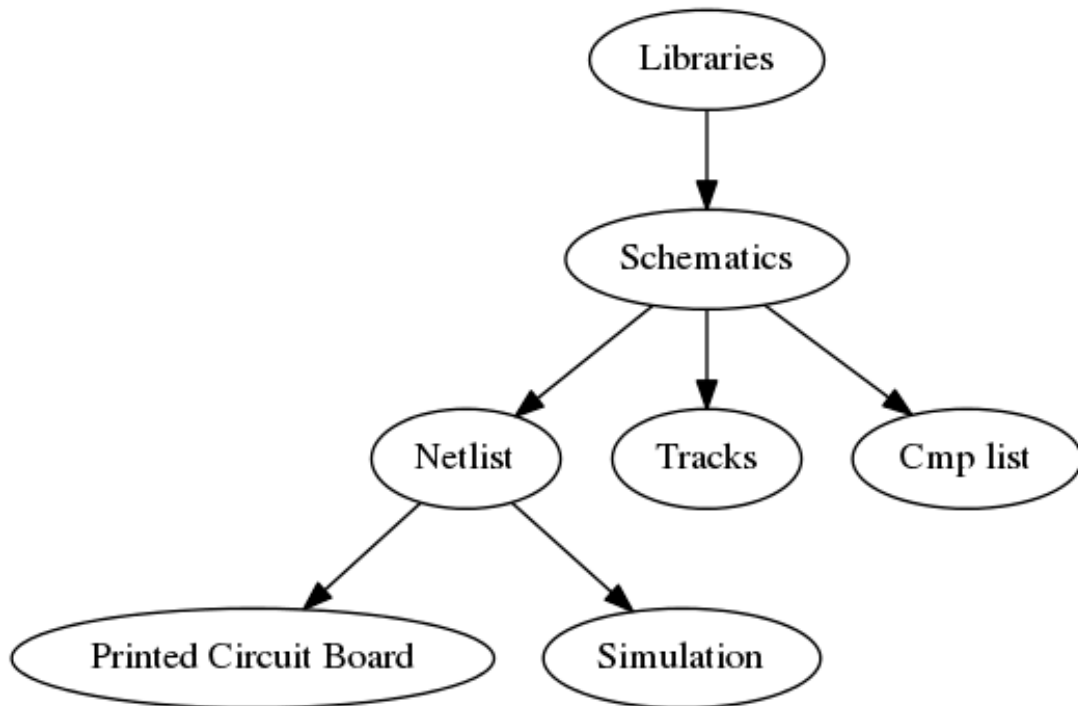 Libraries
Schematics
Netlist
Tracks
Cmp list
Printed Circuit Board
Simulation